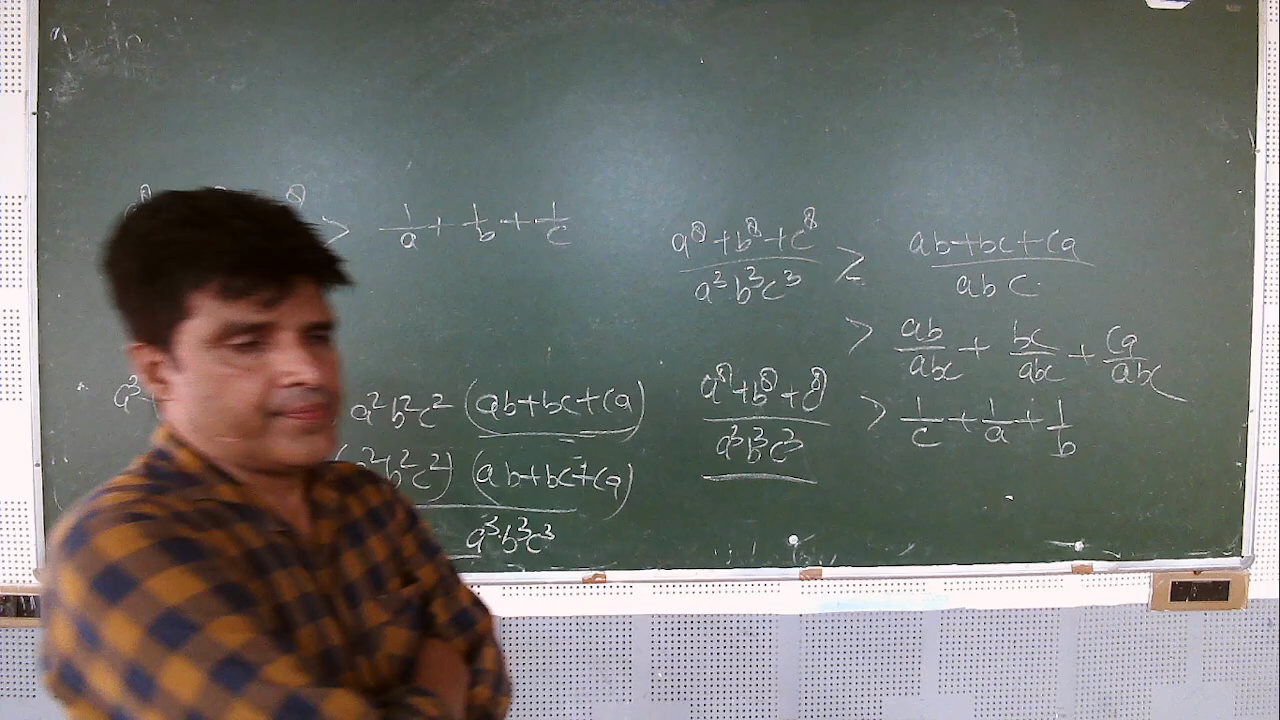 > 1/a + 1/b + 1/c
a³
a²b²c² (ab+bc+ca)
b²c²) (ab+bc+ca)
a³b³c³
a⁸+b⁸+c⁸ / a³b³c³ ≥ ab+bc+ca / abc
> ab/abc + bc/abc + ca/abc
a⁸+b⁸+c⁸ / a³b³c³ > 1/c + 1/a + 1/b